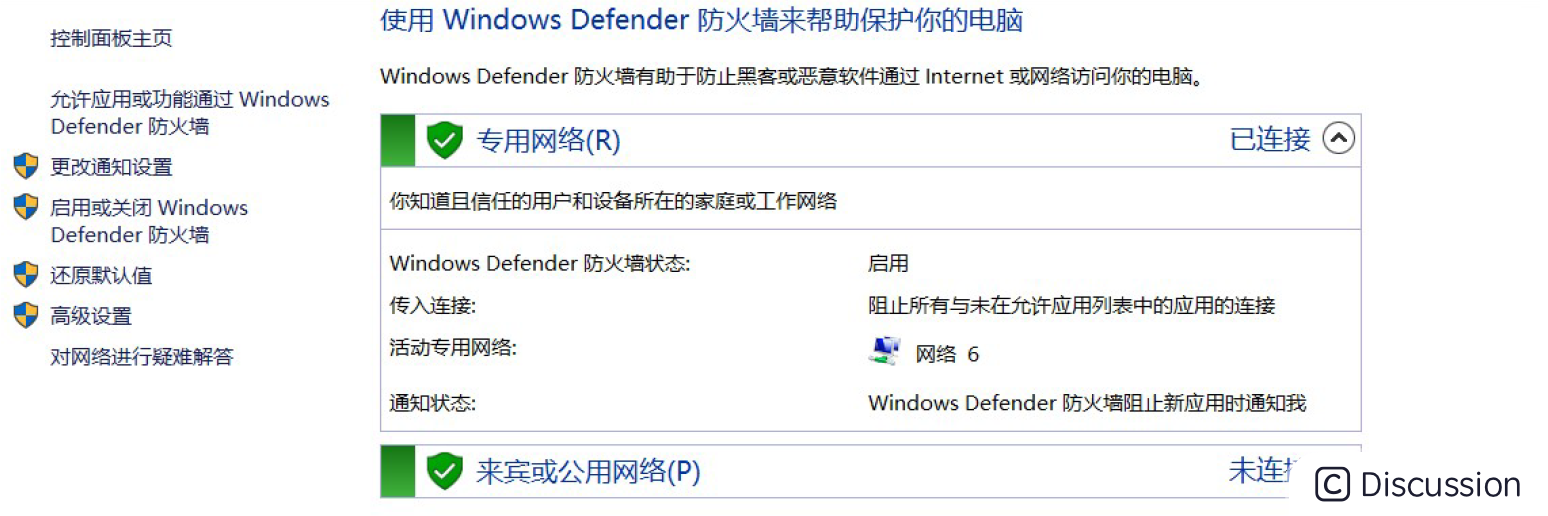 控制面板主页
允许应用或功能通过 Windows
Defender 防火墙
更改通知设置
启用或关闭 Windows
Defender 防火墙
还原默认值
高级设置
对网络进行疑难解答
使用 Windows Defender 防火墙来帮助保护你的电脑
Windows Defender 防火墙有助于防止黑客或恶意软件通过 Internet 或网络访问你的电脑。
专用网络(R) 已连接
你知道且信任的用户和设备所在的家庭或工作网络
Windows Defender 防火墙状态: 启用
传入连接: 阻止所有与未在允许应用列表中的应用的连接
活动专用网络: 网络 6
通知状态: Windows Defender 防火墙阻止新应用时通知我
来宾或公用网络(P) 未连
C Discussion